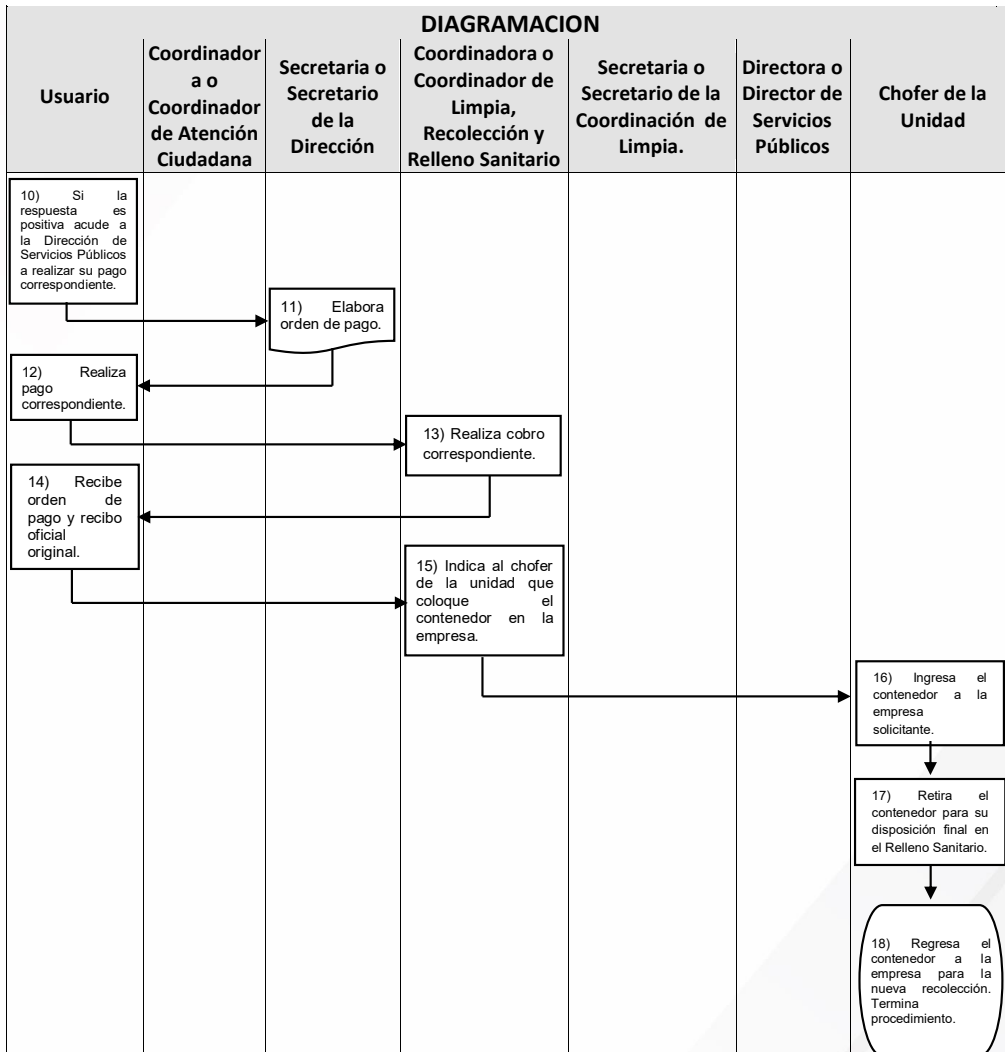 DIAGRAMACION
Usuario
Coordinador
a o
Coordinador
de Atención
Ciudadana
Secretaria o
Secretario
de la
Dirección
Coordinadora o
Coordinador de
Limpia,
Recolección y
Relleno Sanitario
Secretaria o
Secretario de la
Coordinación de
Limpia.
Directora o
Director de
Servicios
Públicos
Chofer de la
Unidad
10) Si la
respuesta es
positiva acude a
la Dirección de
Servicios Públicos
a realizar su pago
correspondiente.
11) Elabora
orden de pago.
12) Realiza
pago
correspondiente.
13) Realiza cobro
correspondiente.
14) Recibe
orden de
pago y recibo
oficial
original.
15) Indica al chofer
de la unidad que
coloque el
contenedor en la
empresa.
16) Ingresa el
contenedor a la
empresa
solicitante.
17) Retira el
contenedor para su
disposición final en
el Relleno Sanitario.
18) Regresa el
contenedor a la
empresa para la
nueva recolección.
Termina
procedimiento.